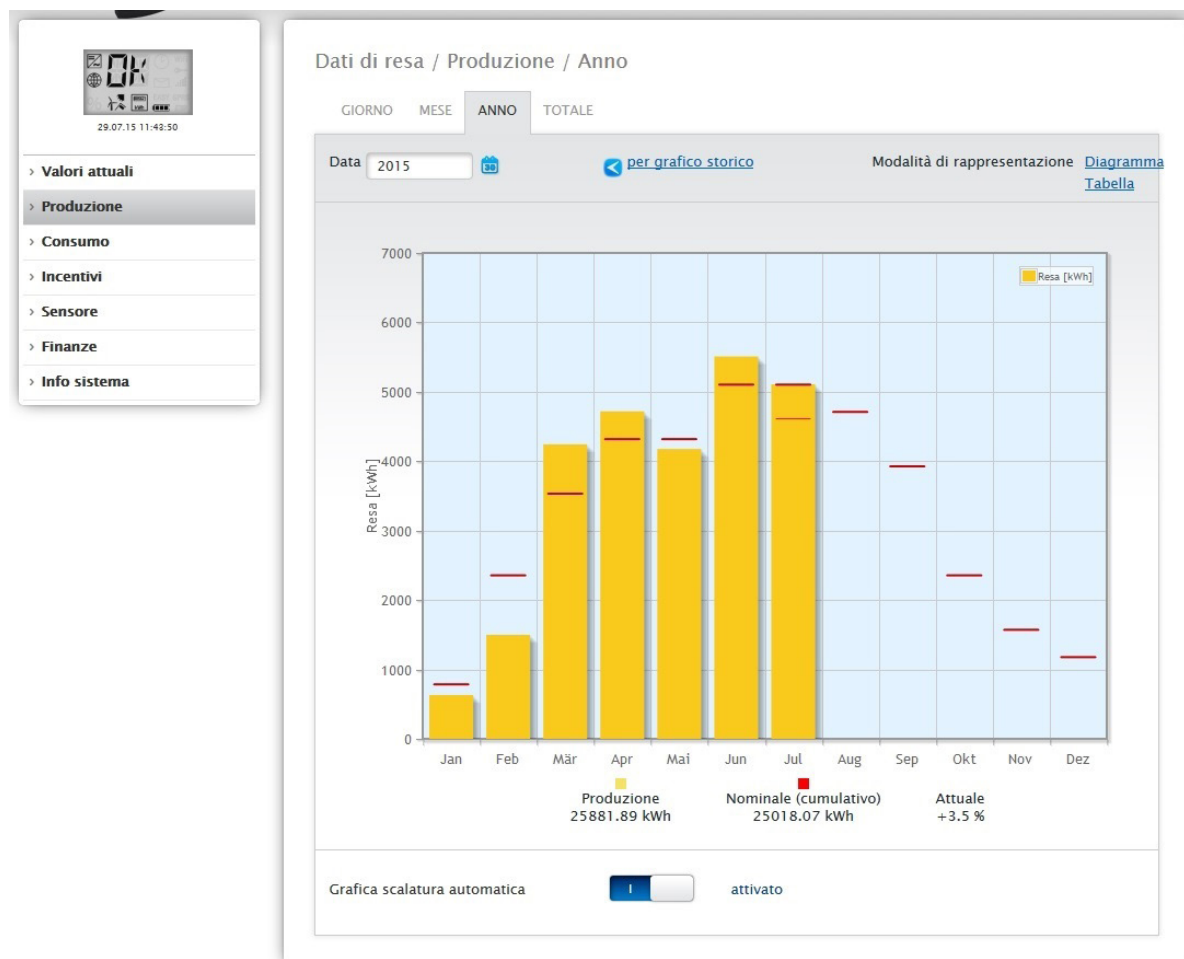 OK
29.07.15 11:43:50
Valori attuali
Produzione
Consumo
Incentivi
Sensore
Finanze
Info sistema
Dati di resa / Produzione / Anno
GIORNO MESE ANNO TOTALE
Data 2015 per grafico storico Modalità di rappresentazione Diagramma
Tabella
7000
6000
5000
4000
3000
2000
1000
0
Resa [kWh]
Resa [kWh]
Jan Feb Mär Apr Mai Jun Jul Aug Sep Okt Nov Dez
Produzione Nominale (cumulativo) Attuale
25881.89 kWh 25018.07 kWh +3.5 %
Grafica scalatura automatica I attivato